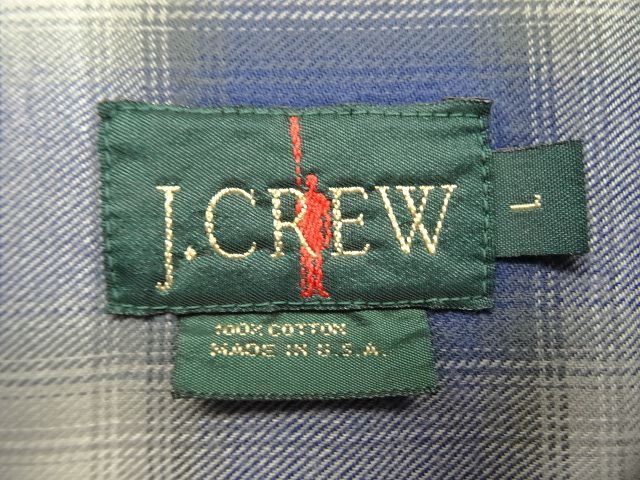 J.CREW
L
100% COTTON
MADE IN U.S.A.